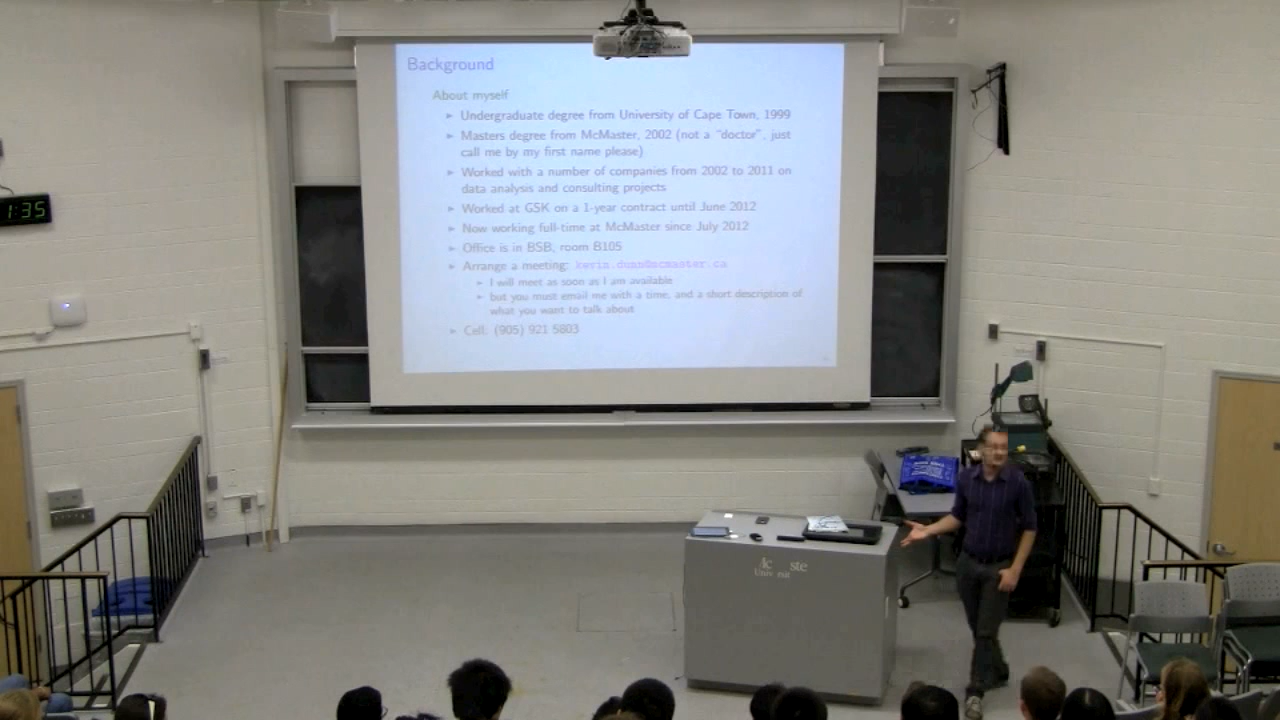 Background
About myself
Undergraduate degree from University of Cape Town, 1999
Masters degree from McMaster, 2002 (not a "doctor", just
call me by my first name please)
Worked with a number of companies from 2002 to 2011 on
data analysis and consulting projects
Worked at GSK on a 1-year contract until June 2012
Now working full-time at McMaster since July 2012
Office is in BSB, room B105
Arrange a meeting: kevin.dunn@mcmaster.ca
I will meet as soon as I am available
but you must email me with a time, and a short description of
what you want to talk about
Cell: (905) 921 5803
1:35